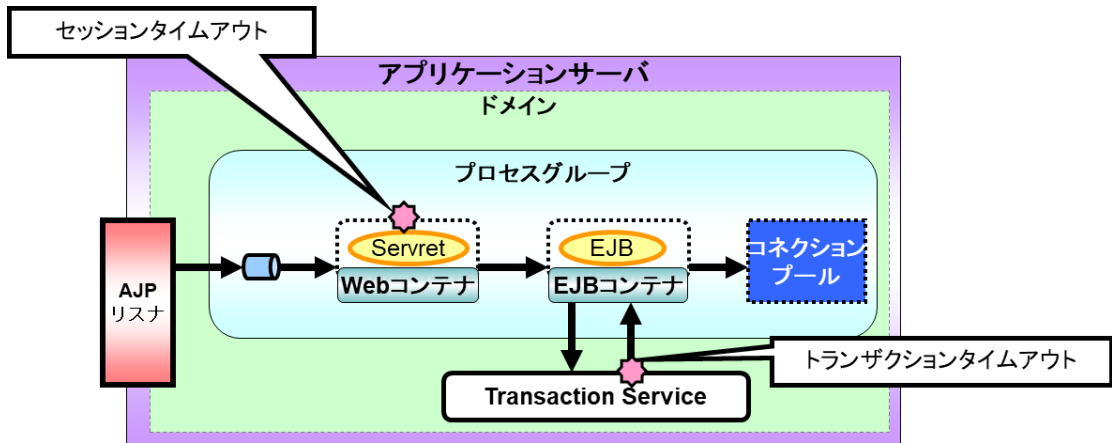 セッションタイムアウト
アプリケーションサーバ
ドメイン
プロセスグループ
Servret
EJB
コネクション
プール
Webコンテナ
EJBコンテナ
AJP
リスナ
トランザクションタイムアウト
Transaction Service